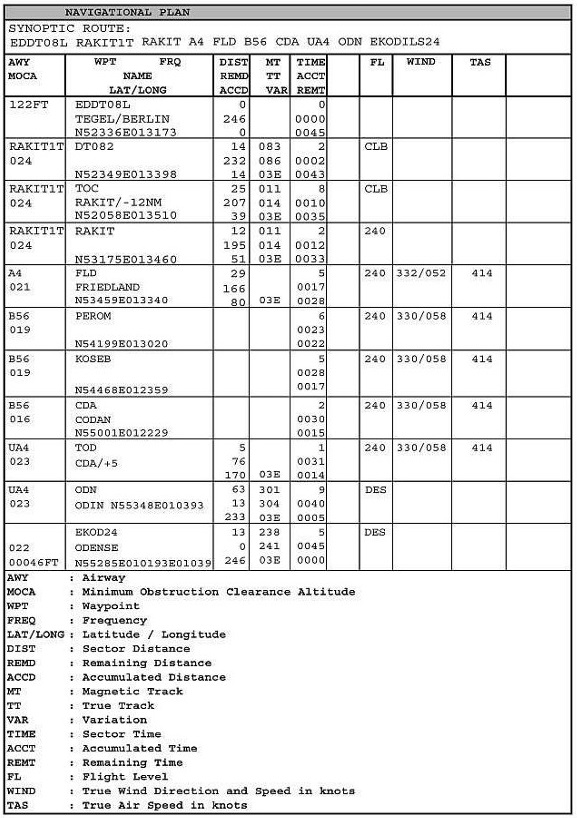 NAVIGATIONAL PLAN
SYNOPTIC ROUTE:
EDDT08L RAKIT1T RAKIT A4 FLD B56 CDA UA4 ODN EKODILS24
AWY WPT FRQ DIST MT TIME FL WIND TAS
MOCA NAME REMD TT ACCT
LAT/LONG ACCD VAR REMT
122FT EDDT08L 0 0
TEGEL/BERLIN 246 0000
N52336E013173 0 0045
RAKIT1T DT082 14 083 2 CLB
024 232 086 0002
N52349E013398 14 03E 0043
RAKIT1T TOC 25 011 8 CLB
024 RAKIT/-12NM 207 014 0010
N52058E013510 39 03E 0035
RAKIT1T RAKIT 12 011 2 240
024 195 014 0012
N53175E013460 51 03E 0033
A4 FLD 29 5 240 332/052 414
021 FRIEDLAND 166 0017
N53459E013340 80 03E 0028
B56 PEROM 6 240 330/058 414
019 0023
N54199E013020 0022
B56 KOSEB 5 240 330/058 414
019 0028
N54468E012359 0017
B56 CDA 2 240 330/058 414
016 CODAN 0030
N55001E012229 0015
UA4 TOD 5 1 240 330/058 414
023 CDA/+5 76 0031
170 03E 0014
UA4 ODN 63 301 9 DES
023 ODIN N55348E010393 13 304 0040
233 03E 0005
EKOD24 13 238 5 DES
022 ODENSE 0 241 0045
00046FT N55285E010193E01039 246 03E 0000
AWY : Airway
MOCA : Minimum Obstruction Clearance Altitude
WPT : Waypoint
FREQ : Frequency
LAT/LONG : Latitude / Longitude
DIST : Sector Distance
REMD : Remaining Distance
ACCD : Accumulated Distance
MT : Magnetic Track
TT : True Track
VAR : Variation
TIME : Sector Time
ACCT : Accumulated Time
REMT : Remaining Time
FL : Flight Level
WIND : True Wind Direction and Speed in knots
TAS : True Air Speed in knots